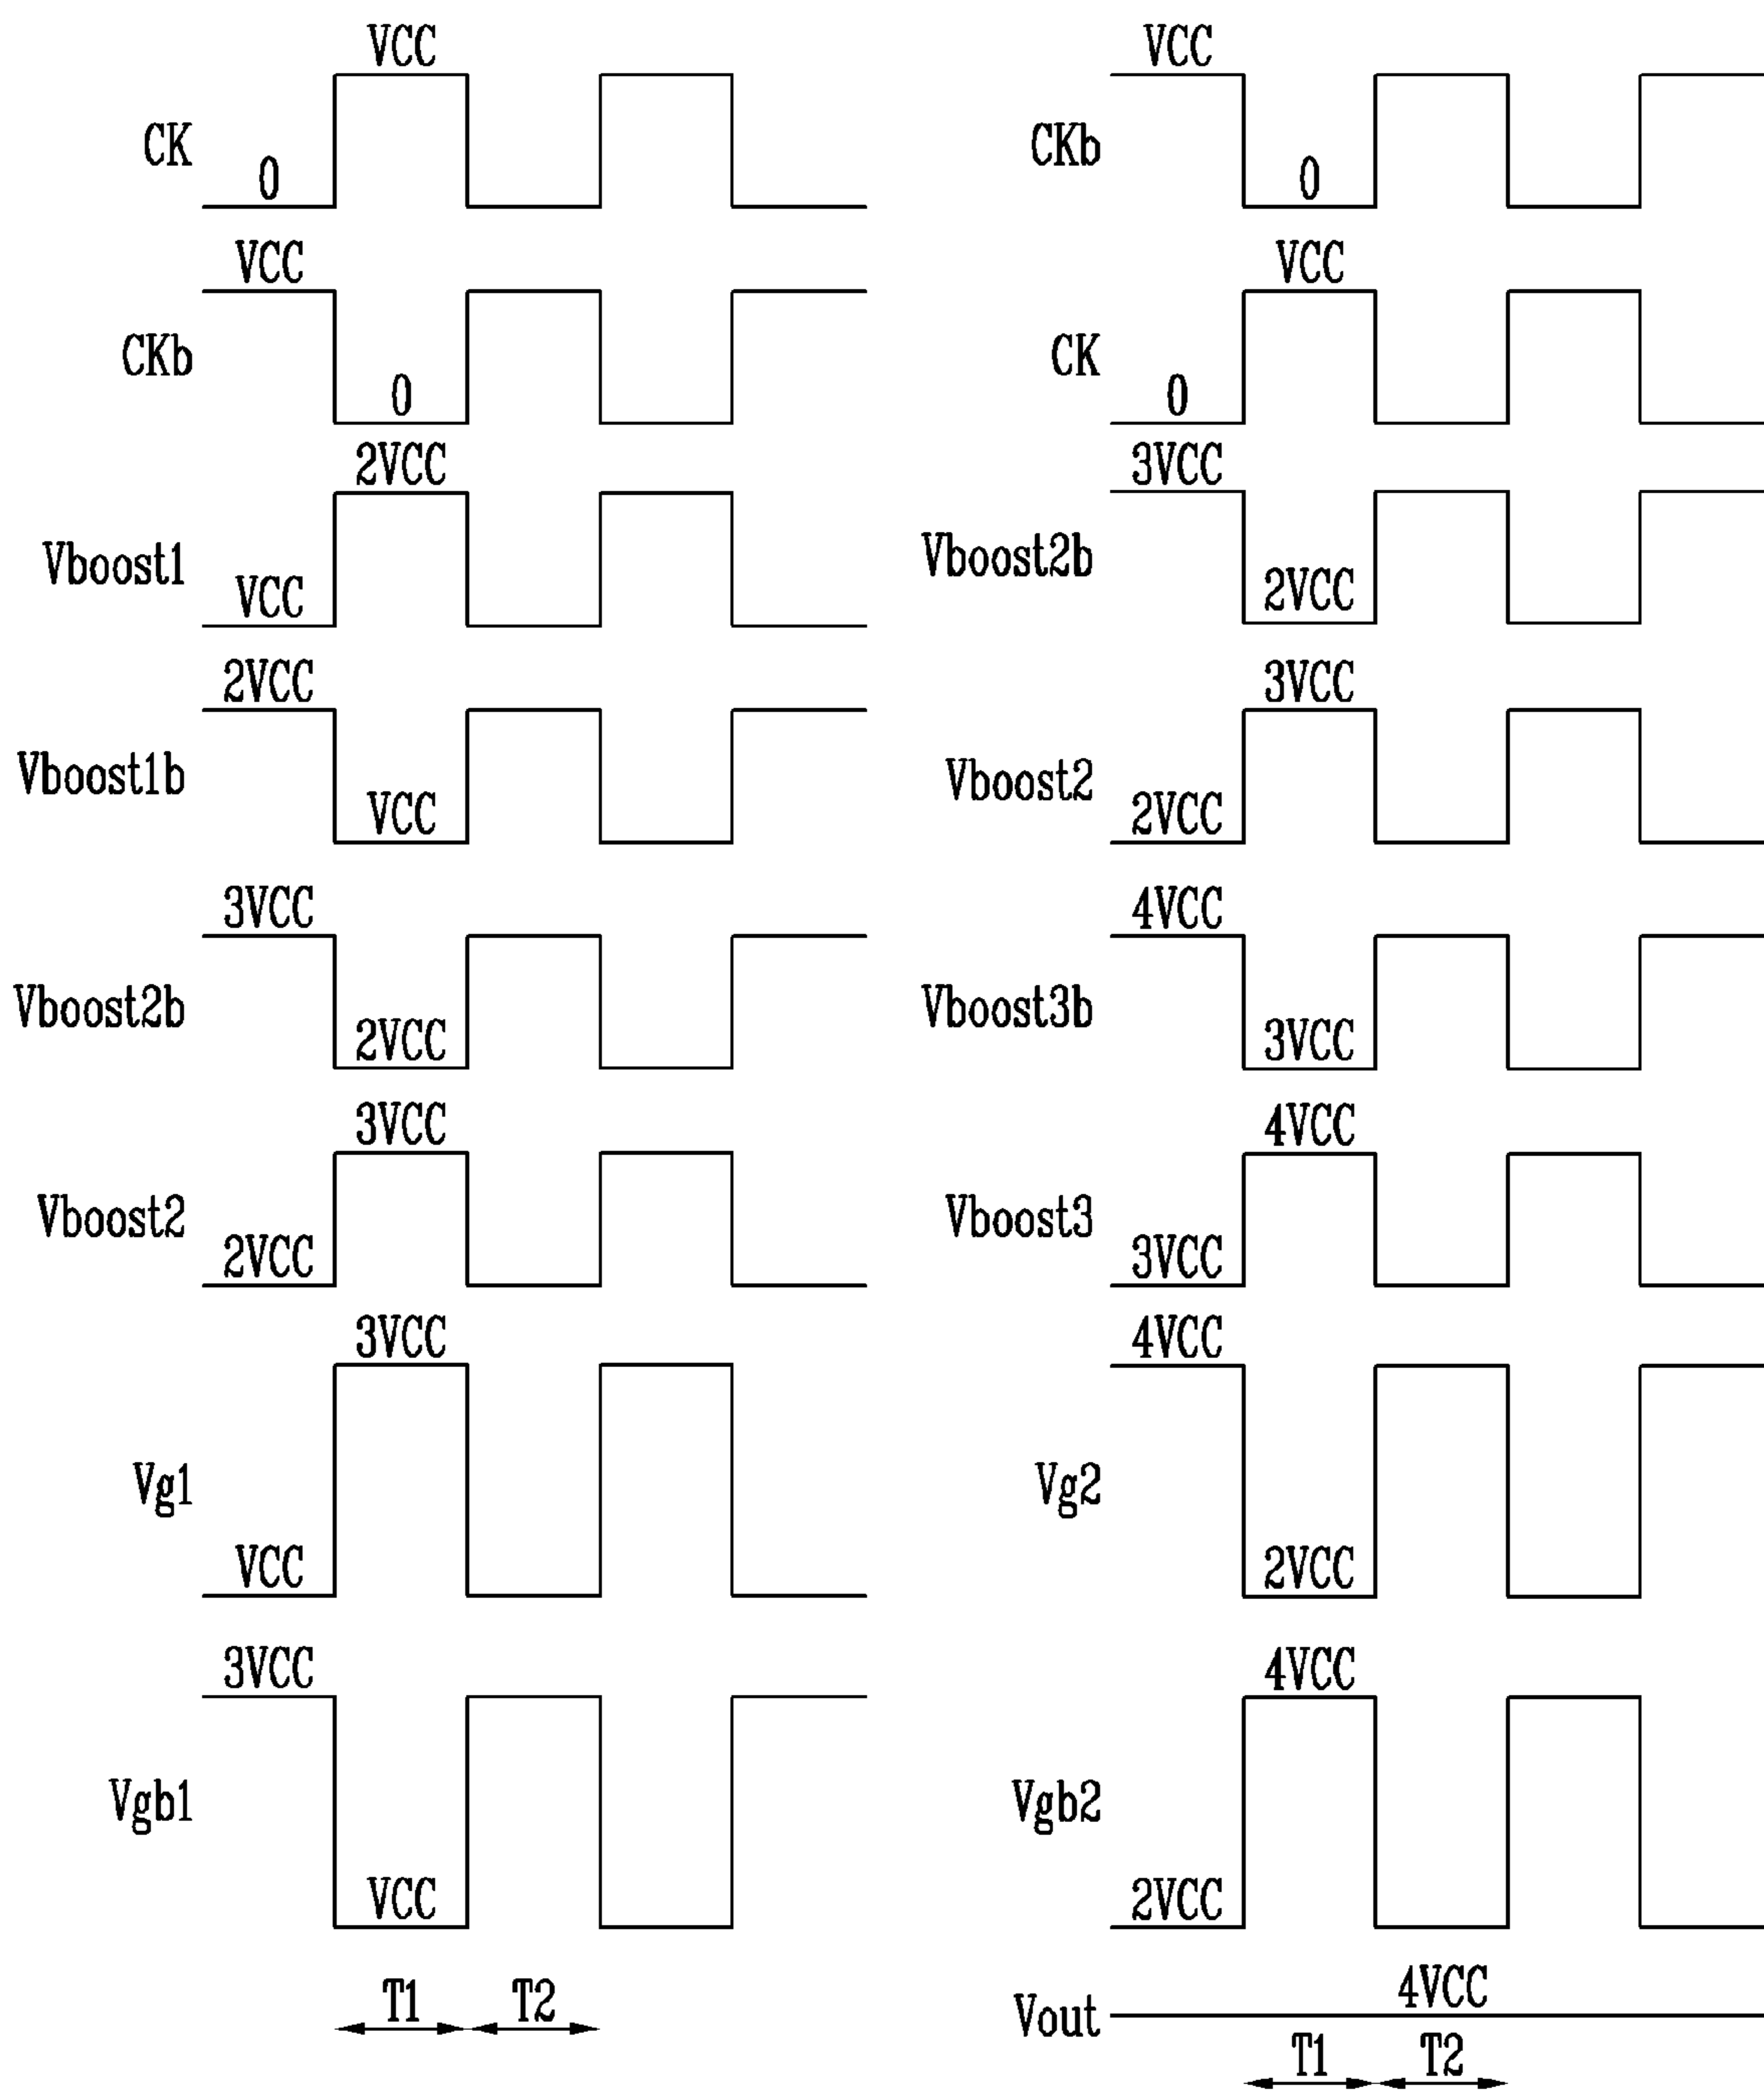 VCC
CK
0
VCC
CKb
0
2VCC
Vboost1
VCC
2VCC
Vboost1b
VCC
3VCC
Vboost2b
2VCC
3VCC
Vboost2
2VCC
3VCC
Vg1
VCC
3VCC
Vgb1
VCC
T1 T2
VCC
CKb
0
VCC
CK
0
3VCC
Vboost2b
2VCC
3VCC
Vboost2
2VCC
4VCC
Vboost3b
3VCC
4VCC
Vboost3
3VCC
4VCC
Vg2
2VCC
4VCC
Vgb2
2VCC
4VCC
Vout
T1 T2